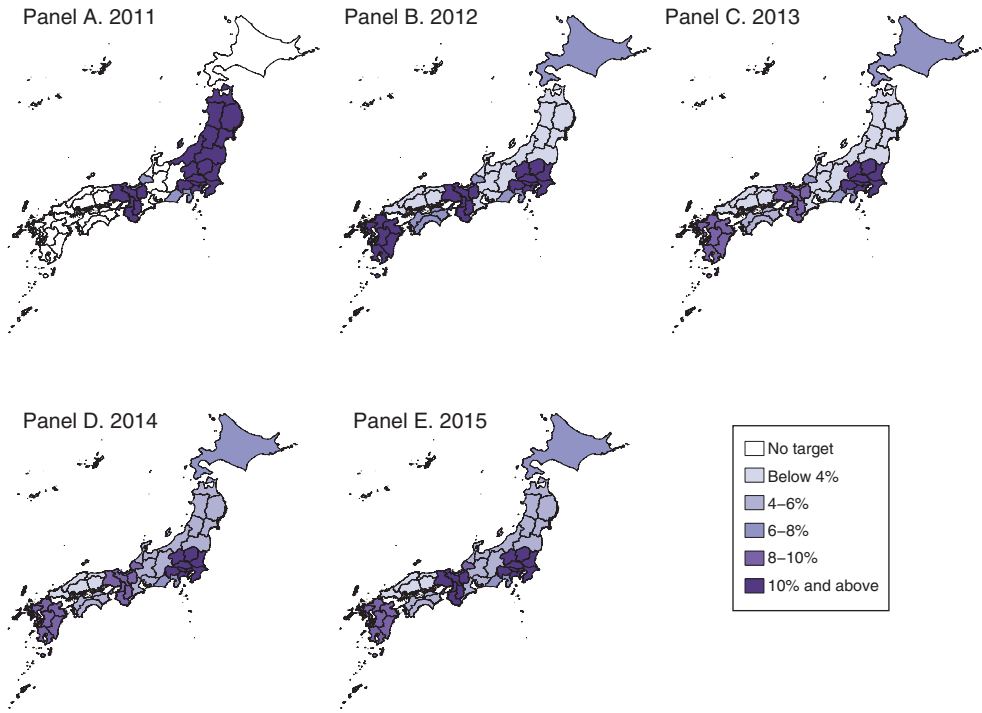 Panel A. 2011
Panel B. 2012
Panel C. 2013
Panel D. 2014
Panel E. 2015
No target
Below 4%
4–6%
6–8%
8–10%
10% and above